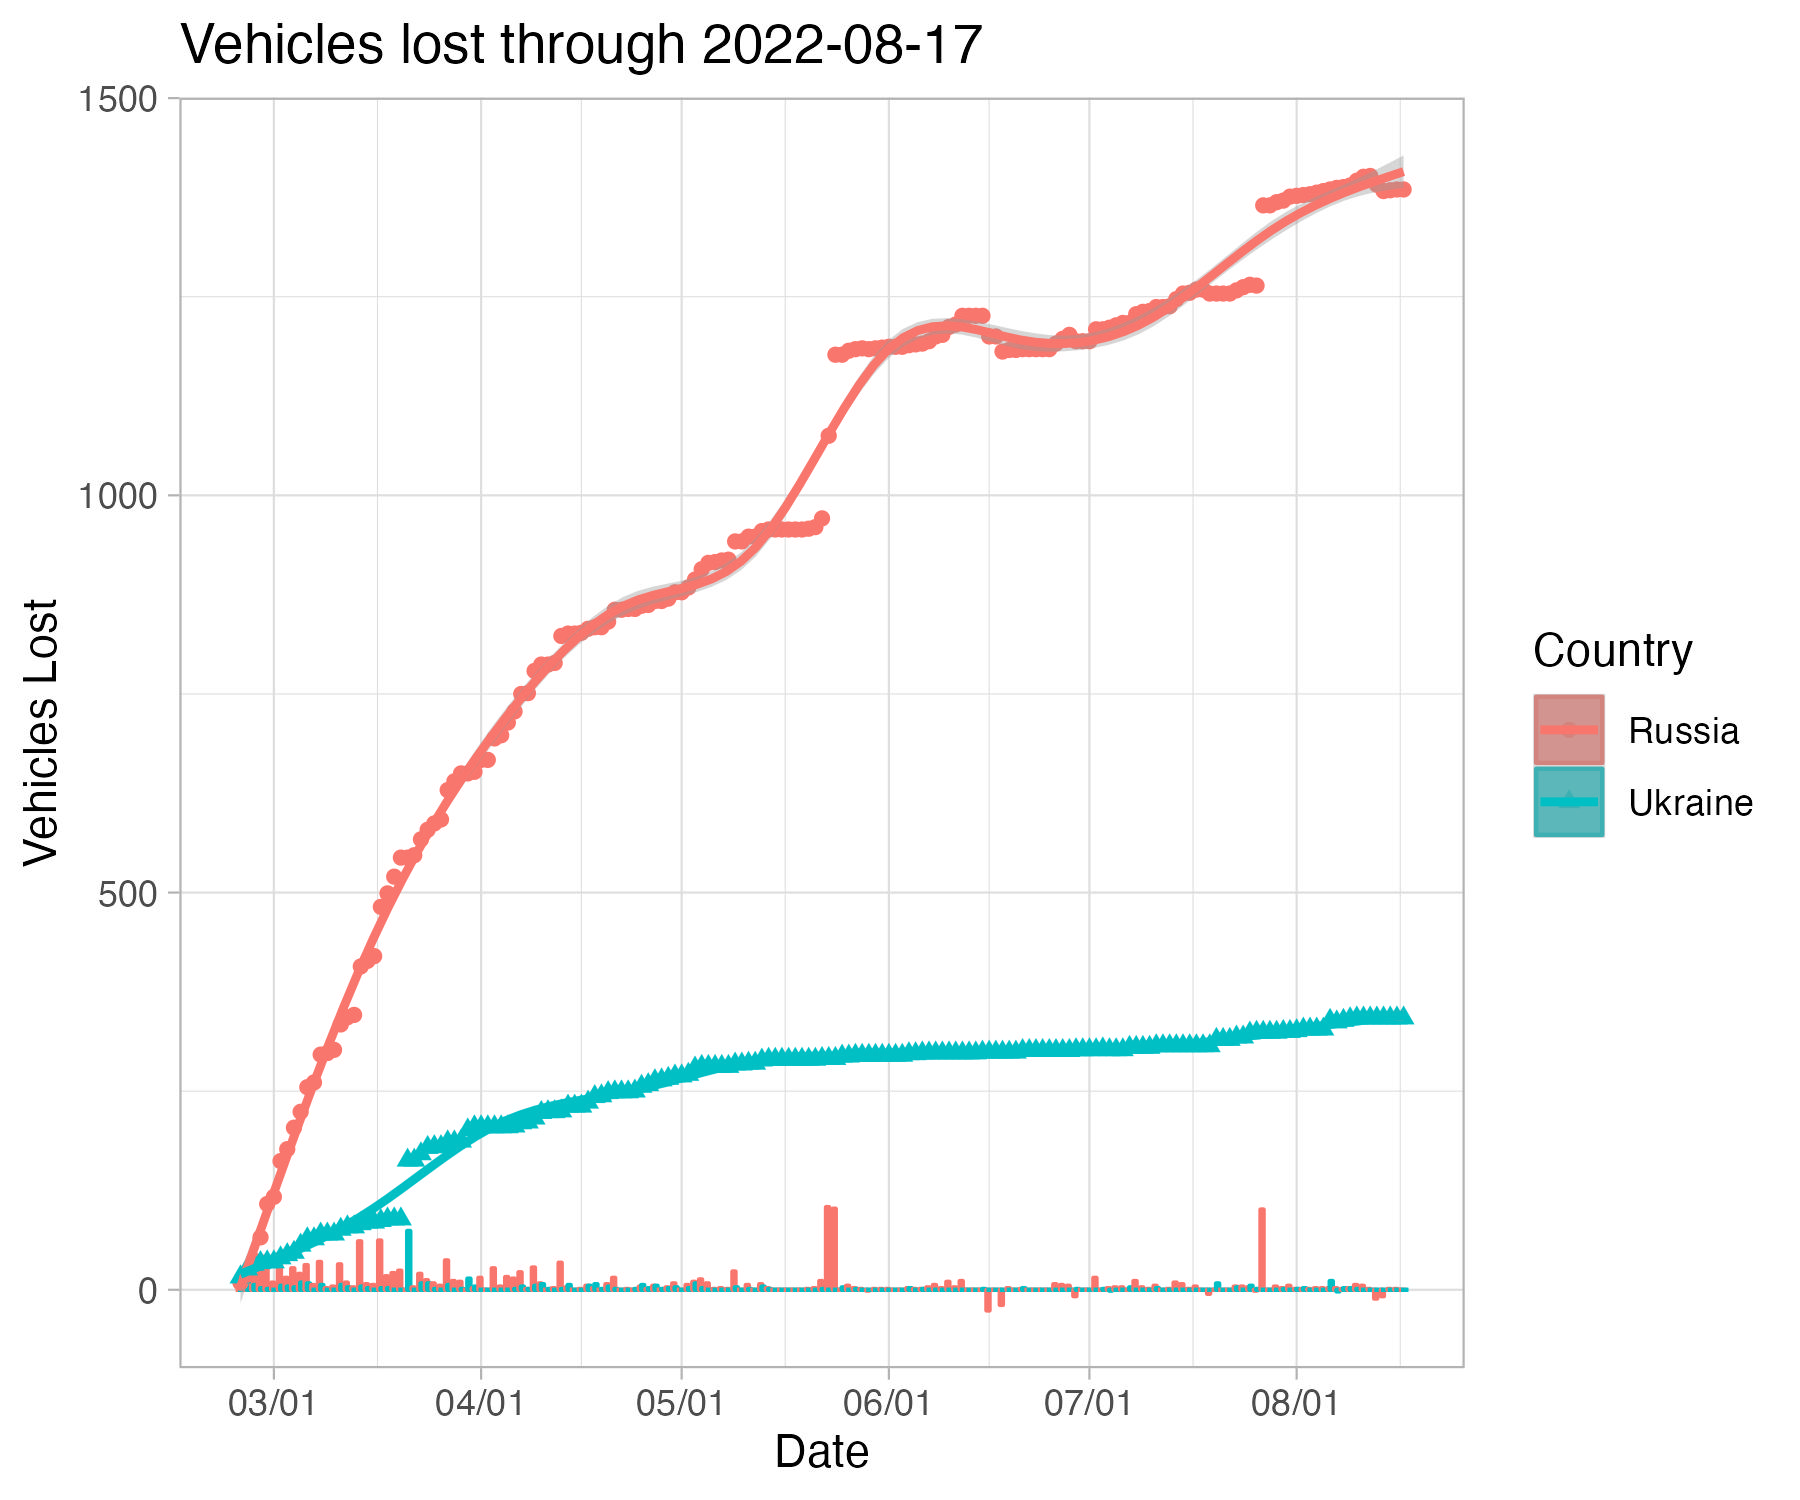 Vehicles lost through 2022-08-17
1500
1000
500
0
Vehicles Lost
03/01
04/01
05/01
06/01
07/01
08/01
Date
Country
Russia
Ukraine